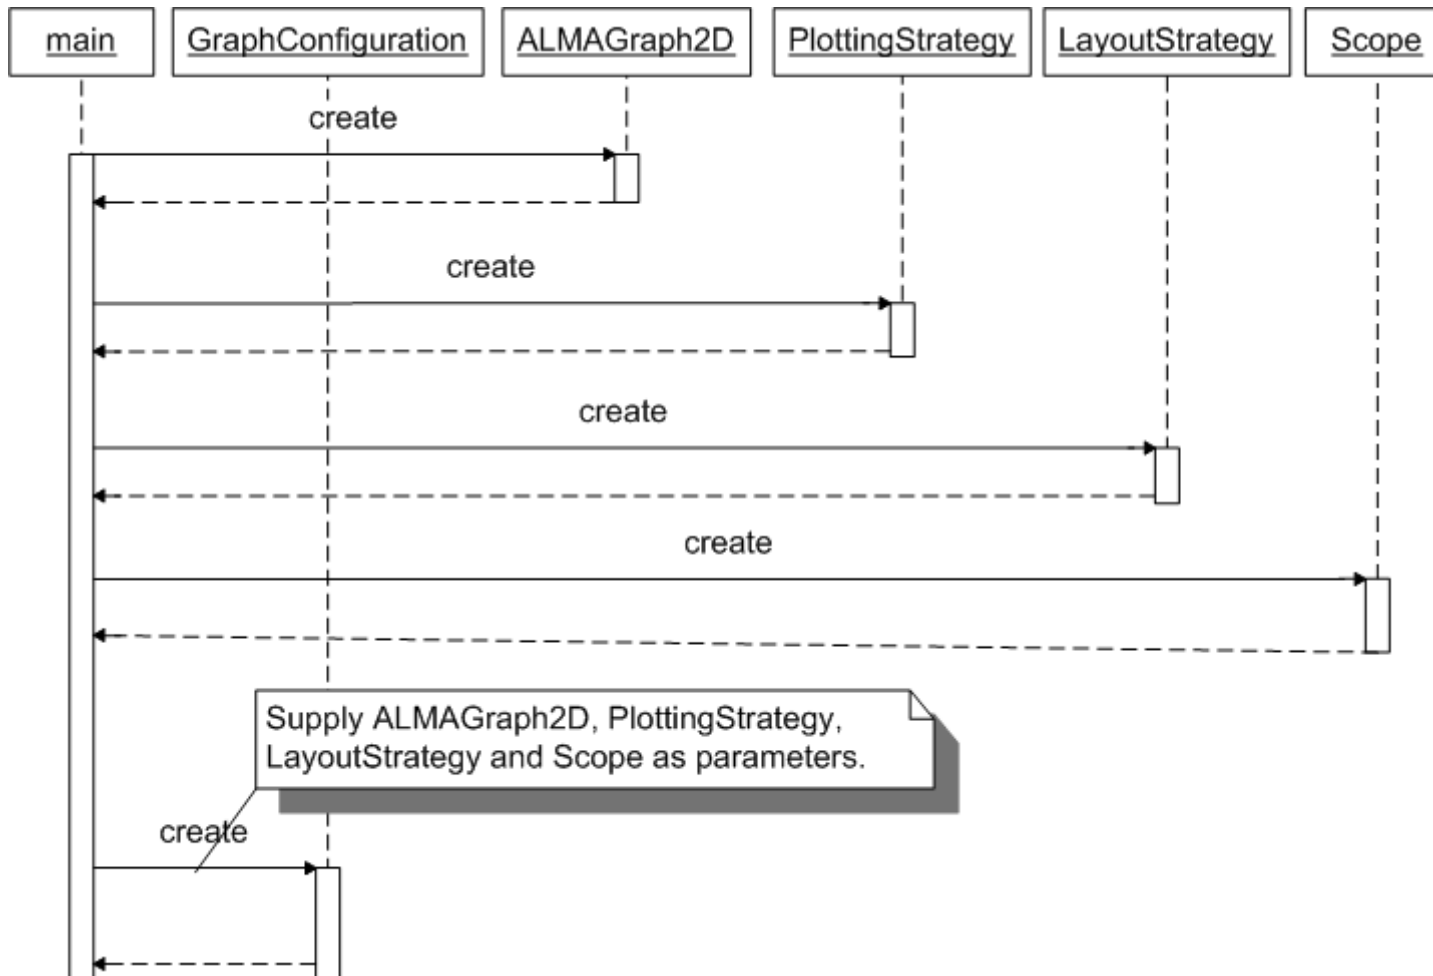 main
GraphConfiguration
ALMAGraph2D
PlottingStrategy
LayoutStrategy
Scope
create
create
create
create
Supply ALMAGraph2D, PlottingStrategy,
LayoutStrategy and Scope as parameters.
create